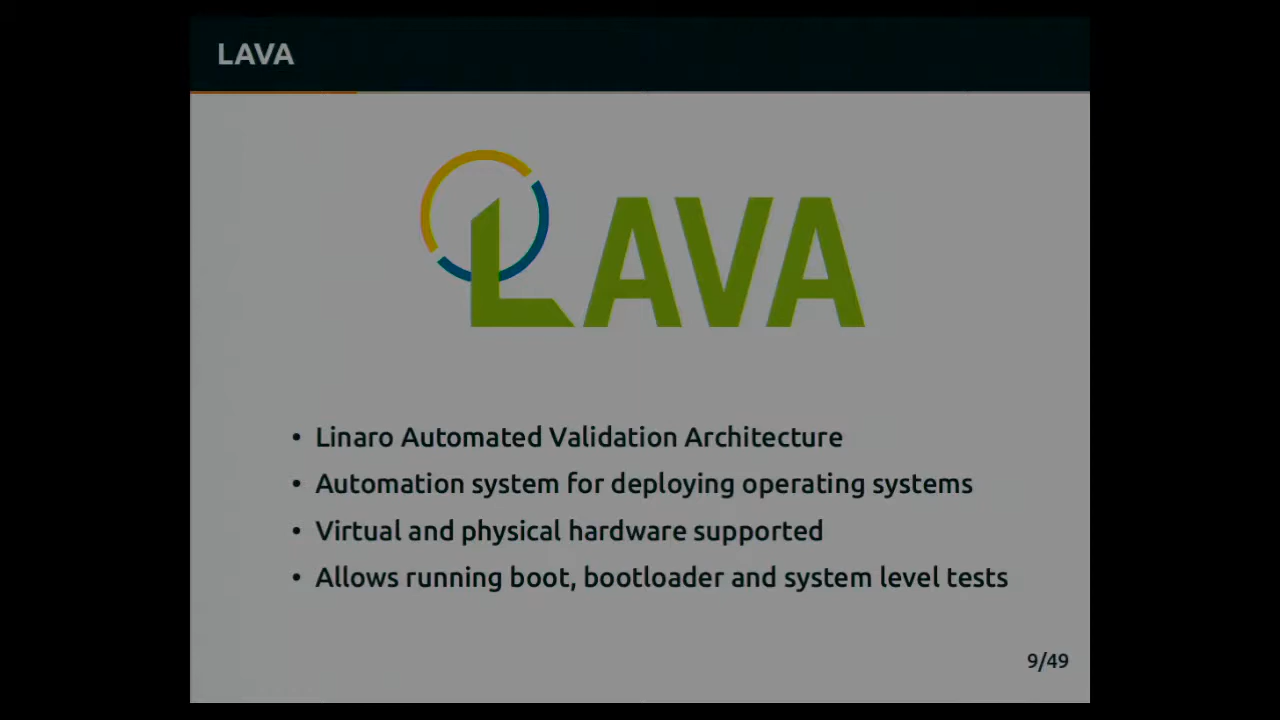 LAVA
LAVA
• Linaro Automated Validation Architecture
• Automation system for deploying operating systems
• Virtual and physical hardware supported
• Allows running boot, bootloader and system level tests
9/49